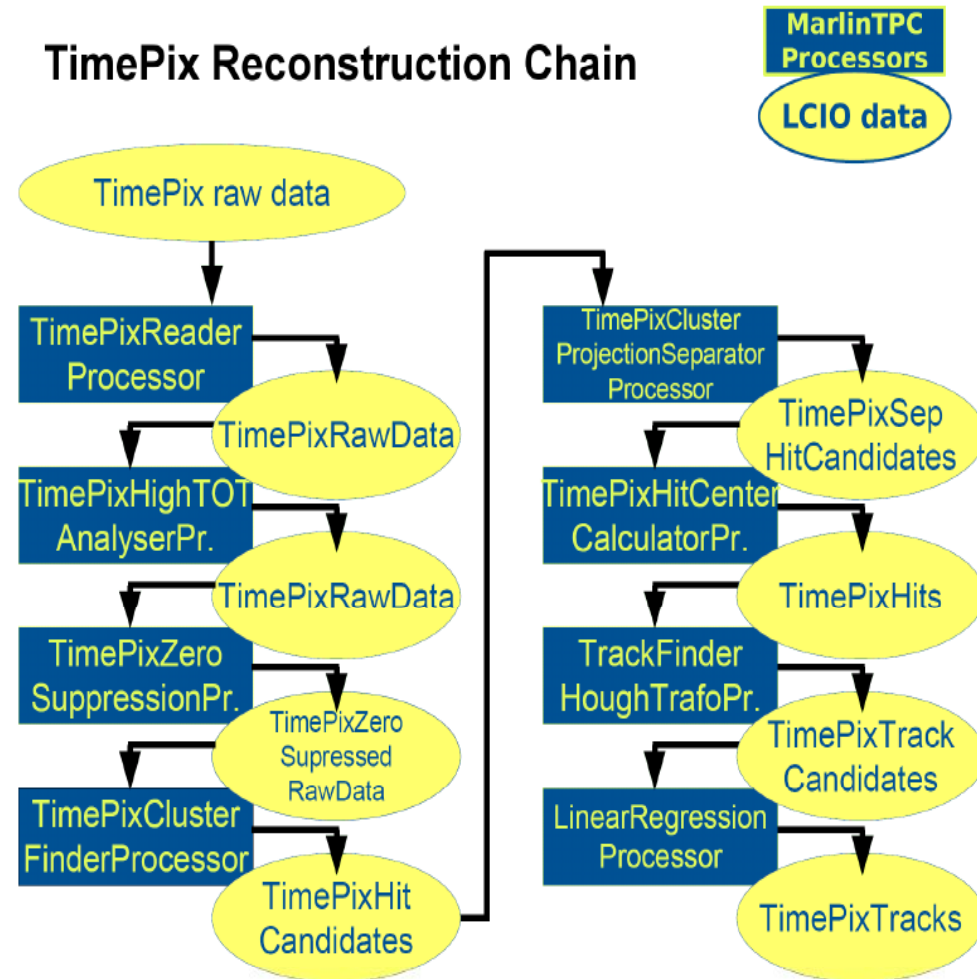 TimePix Reconstruction Chain
MarlinTPC
Processors
LCIO data
TimePix raw data
TimePixReader
Processor
TimePixRawData
TimePixHighTOT
AnalyserPr.
TimePixRawData
TimePixZero
SuppressionPr.
TimePixZero
Supressed
RawData
TimePixCluster
FinderProcessor
TimePixHit
Candidates
TimePixCluster
ProjectionSeparator
Processor
TimePixSep
HitCandidates
TimePixHitCenter
CalculatorPr.
TimePixHits
TrackFinder
HoughTrafoPr.
TimePixTrack
Candidates
LinearRegression
Processor
TimePixTracks